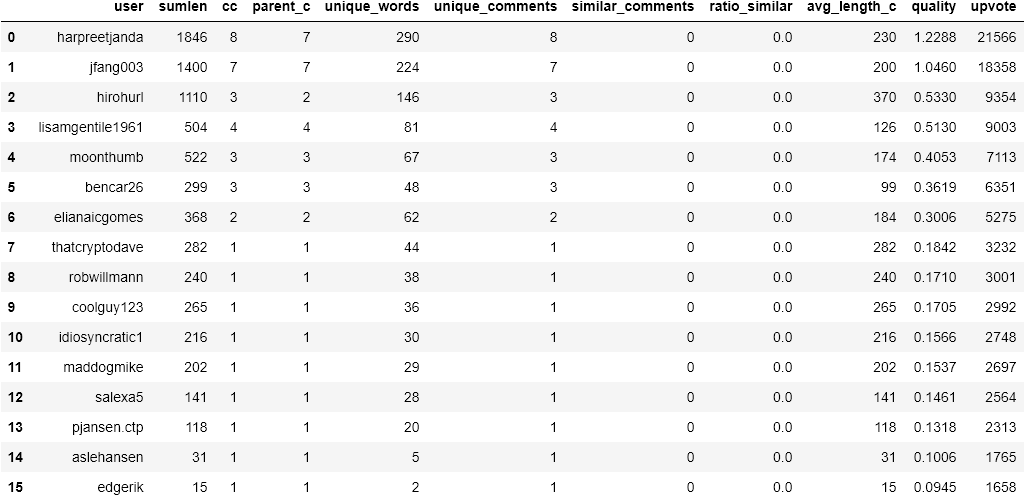 user sumlen cc parent_c unique_words unique_comments similar_comments ratio_similar avg_length_c quality upvote
0 harpreetjanda 1846 8 7 290 8 0 0.0 230 1.2288 21566
1 jfang003 1400 7 7 224 7 0 0.0 200 1.0460 18358
2 hirohurl 1110 3 2 146 3 0 0.0 370 0.5330 9354
3 lisamgentile1961 504 4 4 81 4 0 0.0 126 0.5130 9003
4 moonthumb 522 3 3 67 3 0 0.0 174 0.4053 7113
5 bencar26 299 3 3 48 3 0 0.0 99 0.3619 6351
6 elianaicgomes 368 2 2 62 2 0 0.0 184 0.3006 5275
7 thatcryptodave 282 1 1 44 1 0 0.0 282 0.1842 3232
8 robwillmann 240 1 1 38 1 0 0.0 240 0.1710 3001
9 coolguy123 265 1 1 36 1 0 0.0 265 0.1705 2992
10 idiosyncratic1 216 1 1 30 1 0 0.0 216 0.1566 2748
11 maddogmike 202 1 1 29 1 0 0.0 202 0.1537 2697
12 salexa5 141 1 1 28 1 0 0.0 141 0.1461 2564
13 pjansen.ctp 118 1 1 20 1 0 0.0 118 0.1318 2313
14 aslehansen 31 1 1 5 1 0 0.0 31 0.1006 1765
15 edgerik 15 1 1 2 1 0 0.0 15 0.0945 1658